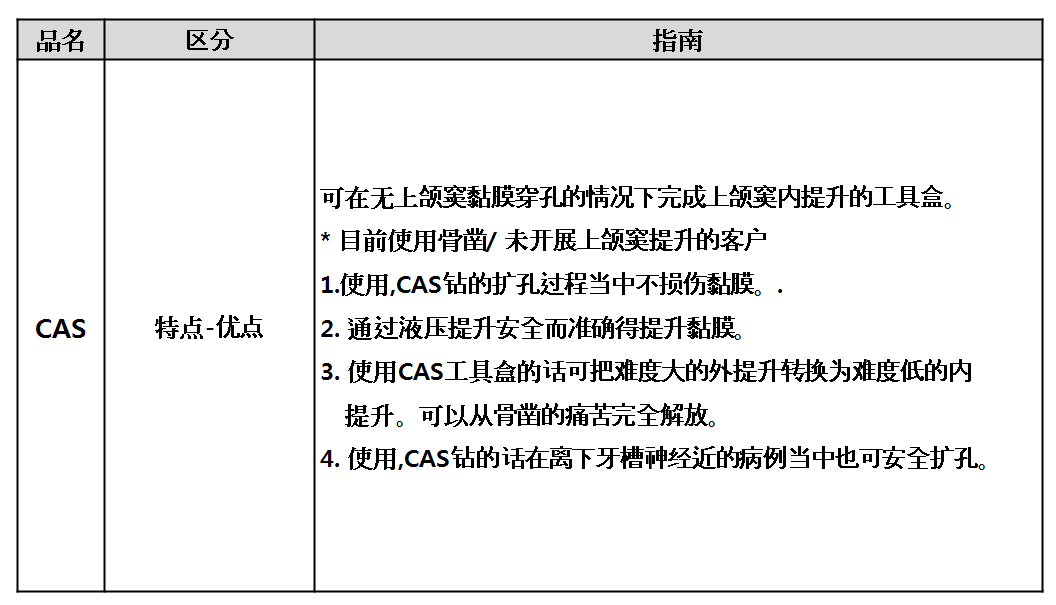 品名 区分 指南
可在无上颌窦黏膜穿孔的情况下完成上颌窦内提升的工具盒。
* 目前使用骨凿/ 未开展上颌窦提升的客户
1.使用,CAS钻的扩孔过程当中不损伤黏膜。.
CAS 特点-优点 2. 通过液压提升安全而准确得提升黏膜。
3. 使用CAS工具盒的话可把难度大的外提升转换为难度低的内
提升。可以从骨凿的痛苦完全解放。
4. 使用,CAS钻的话在离下牙槽神经近的病例当中也可安全扩孔。